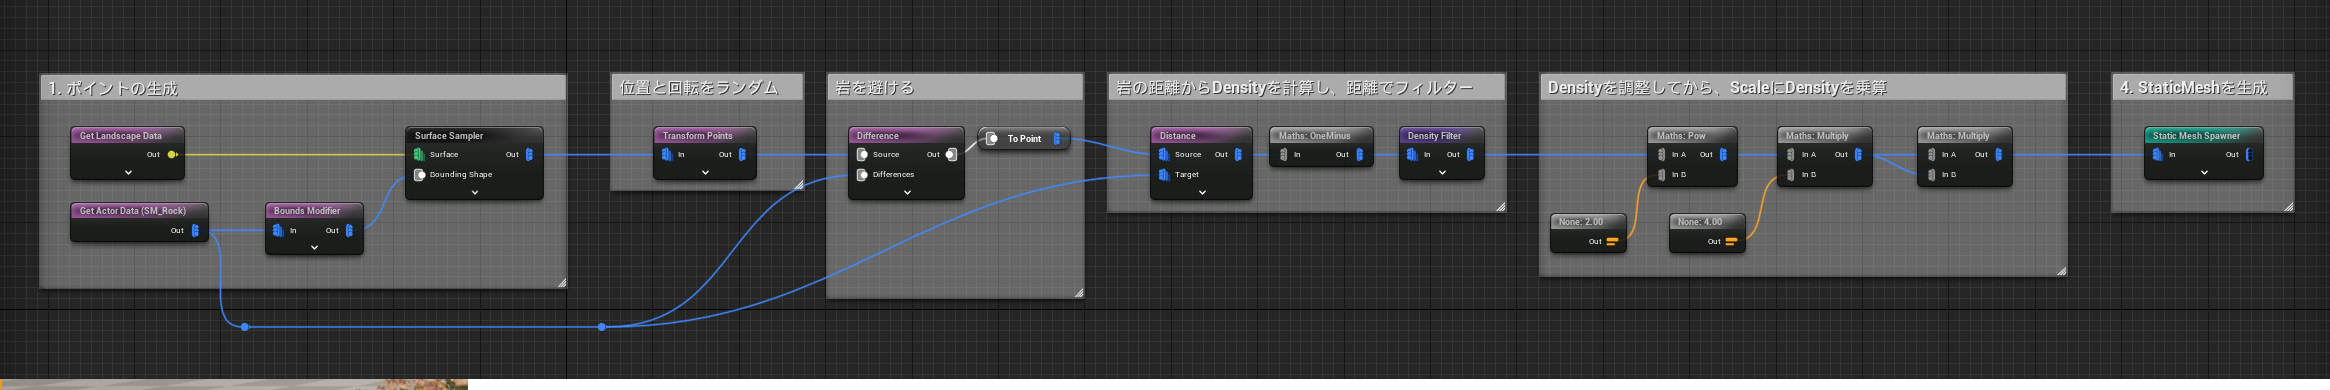 1. ポイントの生成
Get Landscape Data
Out
Surface Sampler
Surface
Out
Bounding Shape
Get Actor Data (SM_Rock)
Out
Bounds Modifier
In
Out
位置と回転をランダム
Transform Points
In
Out
岩を避ける
Difference
Source
Out
Differences
To Point
岩の距離からDensityを計算し、距離でフィルター
Distance
Source
Out
Target
Maths: OneMinus
In
Out
Density Filter
In
Out
Densityを調整してから、ScaleにDensityを乗算
Maths: Pow
In A
Out
In B
Maths: Multiply
In A
Out
In B
Maths: Multiply
In A
Out
In B
None: 2.00
Out
None: 4.00
Out
4. StaticMeshを生成
Static Mesh Spawner
In
Out